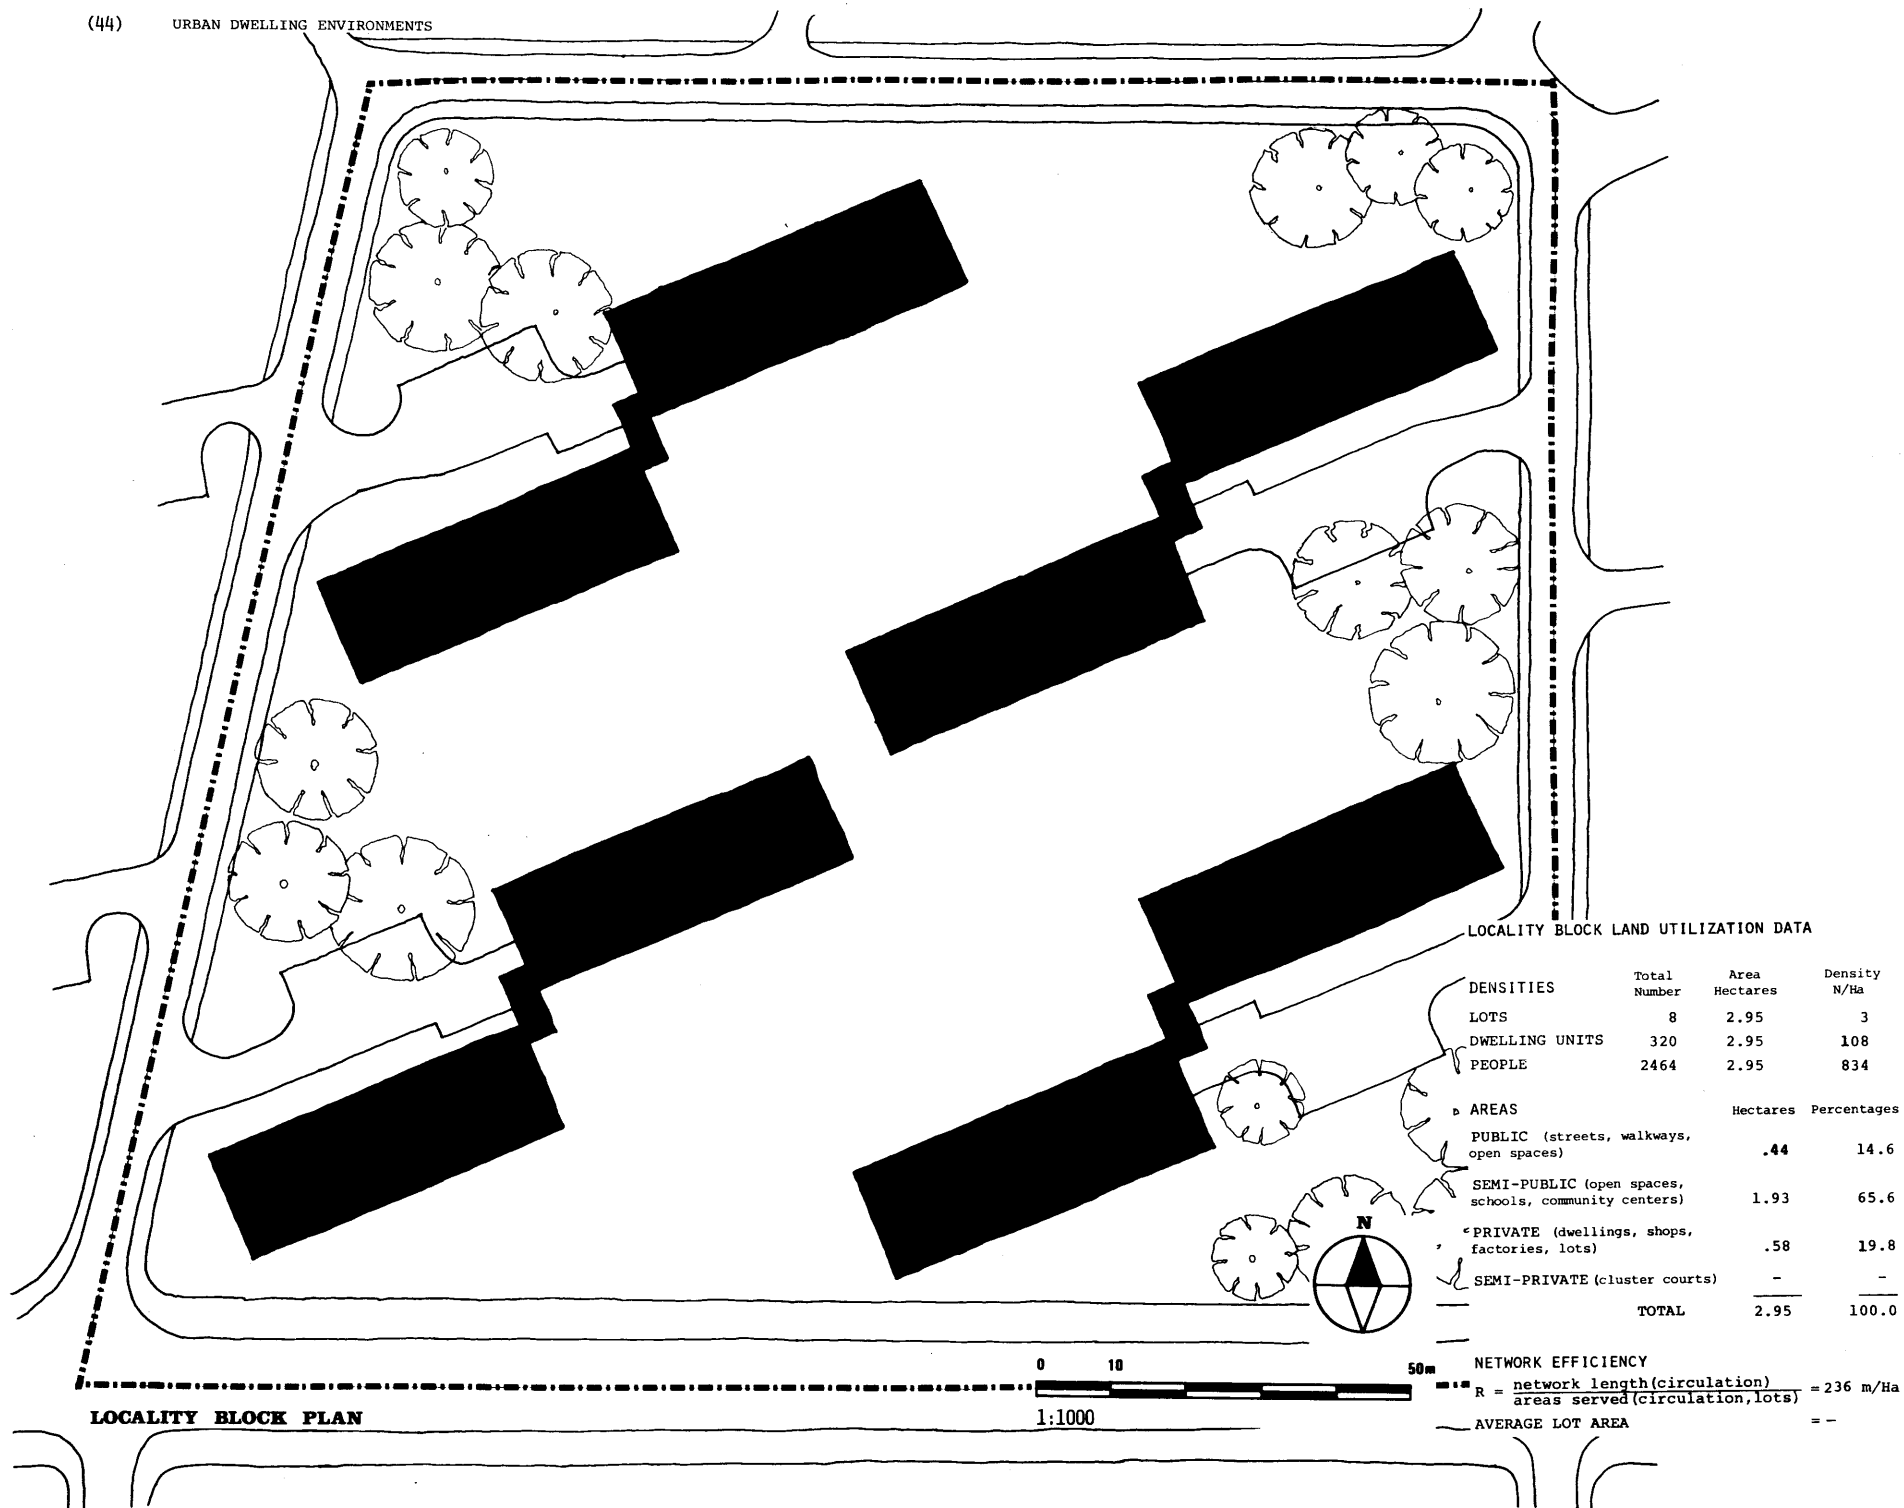 (44) URBAN DWELLING ENVIRONMENTS
LOCALITY BLOCK LAND UTILIZATION DATA
DENSITIES Total Number Area Hectares Density N/Ha
LOTS 8 2.95 3
DWELLING UNITS 320 2.95 108
PEOPLE 2464 2.95 834
AREAS Hectares Percentages
PUBLIC (streets, walkways,
open spaces) .44 14.6
SEMI-PUBLIC (open spaces,
schools, community centers) 1.93 65.6
PRIVATE (dwellings, shops,
factories, lots) .58 19.8
SEMI-PRIVATE (cluster courts) - -
TOTAL 2.95 100.0
N
0 10 50m
1:1000
NETWORK EFFICIENCY
R = network length (circulation)
areas served (circulation, lots) = 236 m/Ha
AVERAGE LOT AREA = -
LOCALITY BLOCK PLAN